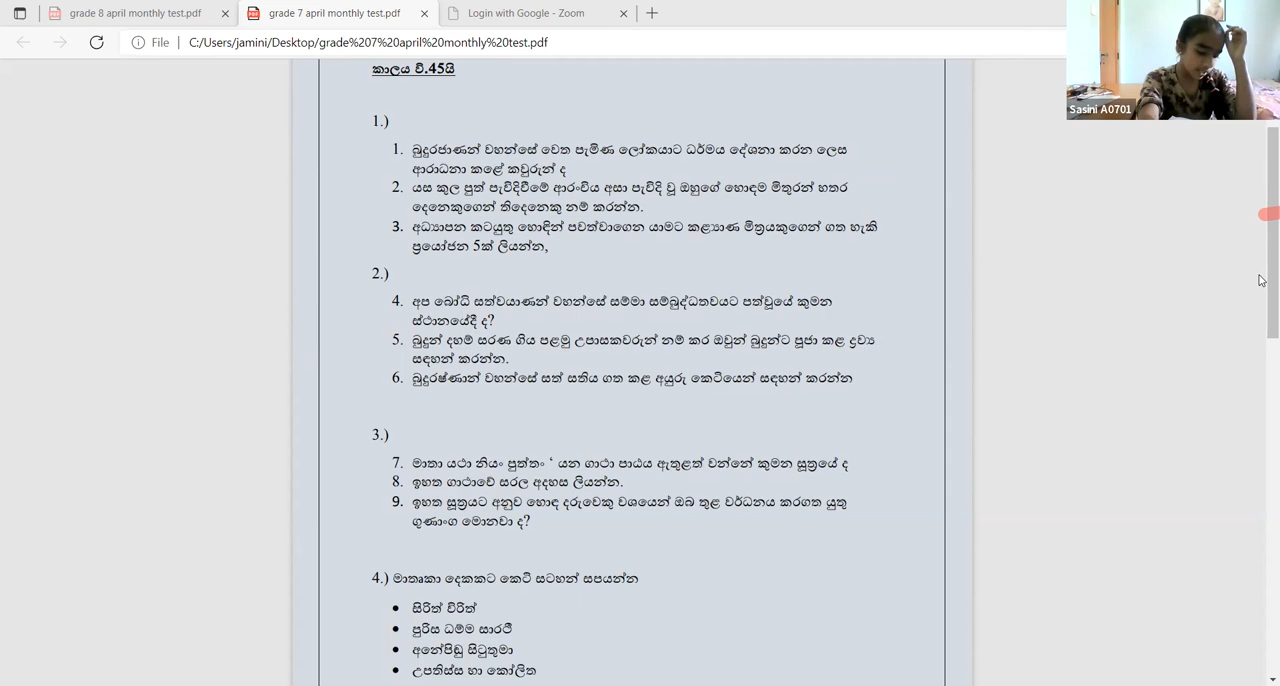 grade 8 april monthly test.pdf
grade 7 april monthly test.pdf
Login with Google - Zoom
File
C:/Users/jamini/Desktop/grade%207%20april%20monthly%20test.pdf
Sasini A0701
කාලය වි.45යි
1.)
1. බුදුරජාණන් වහන්සේ වෙත පැමිණ ලෝකයාට ධර්මය දේශනා කරන ලෙස
ආරාධනා කළේ කවුරුන් ද
2. යස කුල පුත් පැවිදිවීමේ ආරංචිය අසා පැවිදි වූ ඔහුගේ හොඳම මිතුරන් හතර
දෙනෙකුගෙන් තිදෙනෙකු නම් කරන්න.
3. අධ්‍යාපන කටයුතු හොඳින් පවත්වාගෙන යාමට කළ්‍යාණ මිත්‍රයකුගෙන් ගත හැකි
ප්‍රයෝජන 5ක් ලියන්න,
2.)
4. අප බෝධි සත්වයාණන් වහන්සේ සම්මා සම්බුද්ධතවයට පත්වූයේ කුමන
ස්ථානයේදී ද?
5. බුදුන් දහම් සරණ ගිය පළමු උපාසකවරුන් නම් කර ඔවුන් බුදුන්ට පූජා කළ ද්‍රව්‍ය
සඳහන් කරන්න.
6. බුදුරෂ්ණාන් වහන්සේ සත් සතිය ගත කළ අයුරු කෙටියෙන් සඳහන් කරන්න
3.)
7. මාතා යථා නියං පුත්තං ‘ යන ගාථා පාඨය ඇතුළත් වන්නේ කුමන සූත්‍රයේ ද
8. ඉහත ගාථාවේ සරල අදහස ලියන්න.
9. ඉහත සූත්‍රයට අනුව හොඳ දරුවෙකු වශයෙන් ඔබ තුළ වර්ධනය කරගත යුතු
ගුණාංග මොනවා ද?
4.) මාතෘකා දෙකකට කෙටි සටහන් සපයන්න
• සිරිත් විරිත්
• පුරිස ධම්ම සාරථී
• අනේපිඬු සිටුතුමා
• උපතිස්ස හා කෝලිත